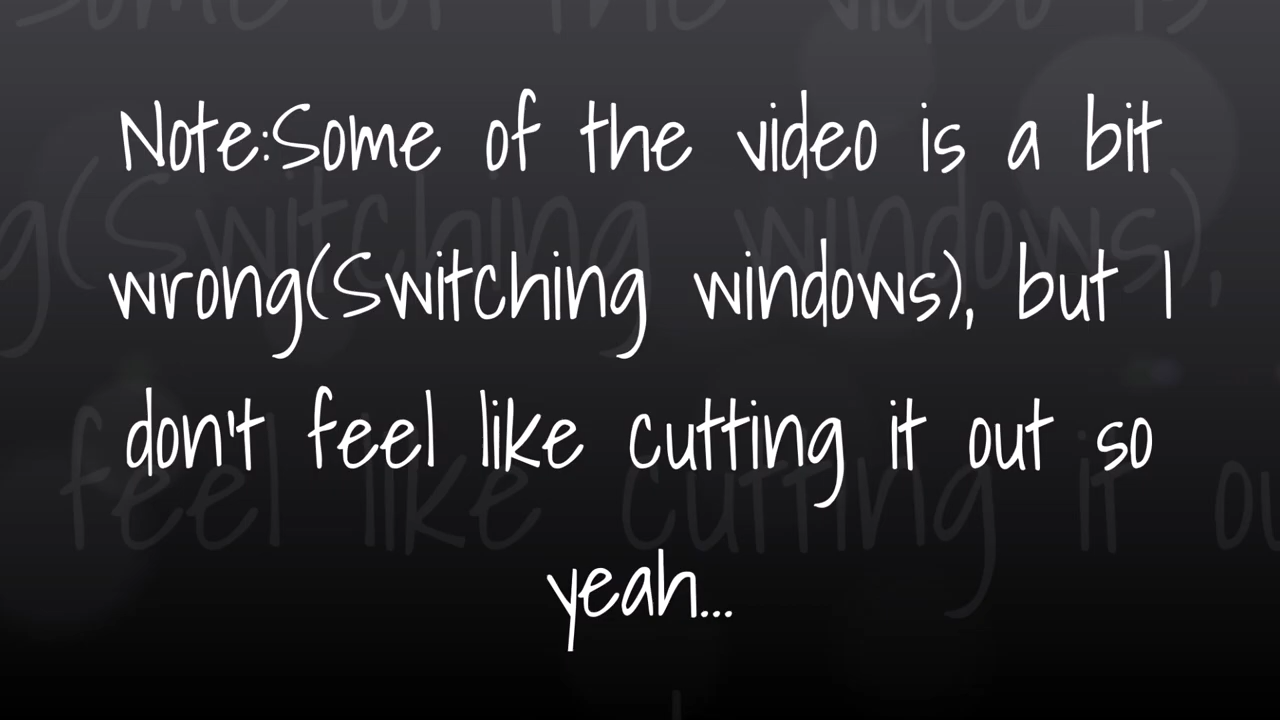 Note:Some of the video is a bit
wrong(Switching windows), but I
don't feel like cutting it out so
yeah...